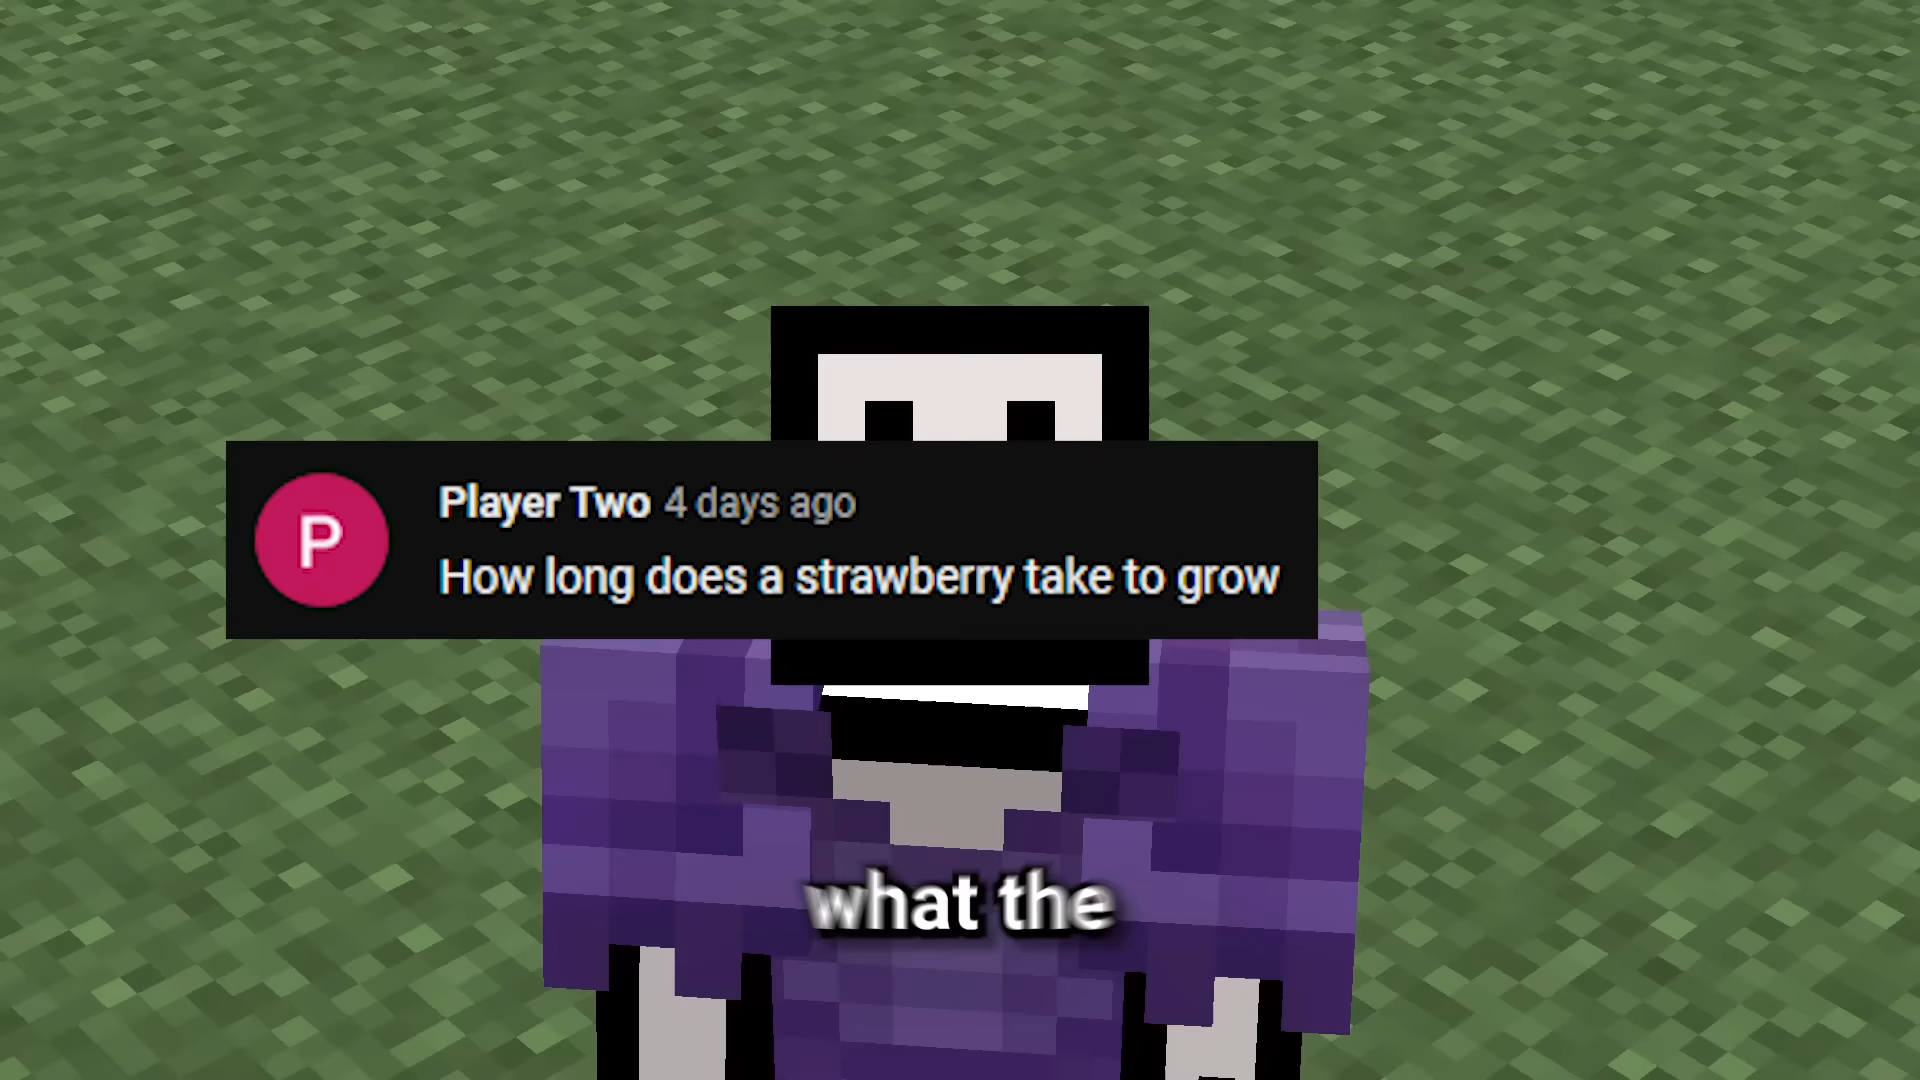 P
Player Two 4 days ago
How long does a strawberry take to grow
what the